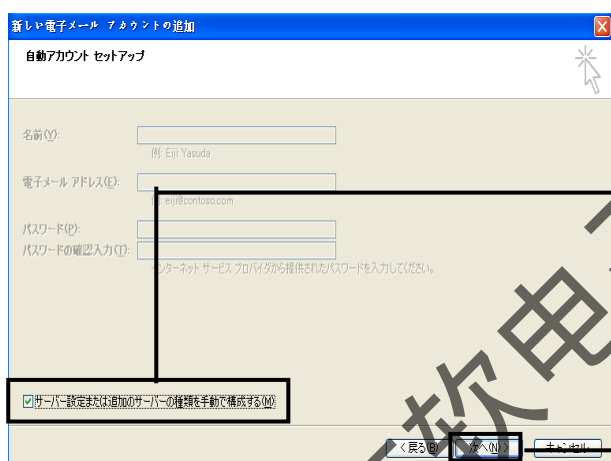 新しい電子メール アカウントの追加
自動アカウント セットアップ
名前(Y):
例: Eiji Yasuda
電子メール アドレス(E):
例: eiji@contoso.com
パスワード(P):
パスワードの確認入力(T):
インターネット サービス プロバイダから提供されたパスワードを入力してください。
サーバー設定または追加のサーバーの種類を手動で構成する(M)
< 戻る(B) 次へ(N) > キャンセル
软电